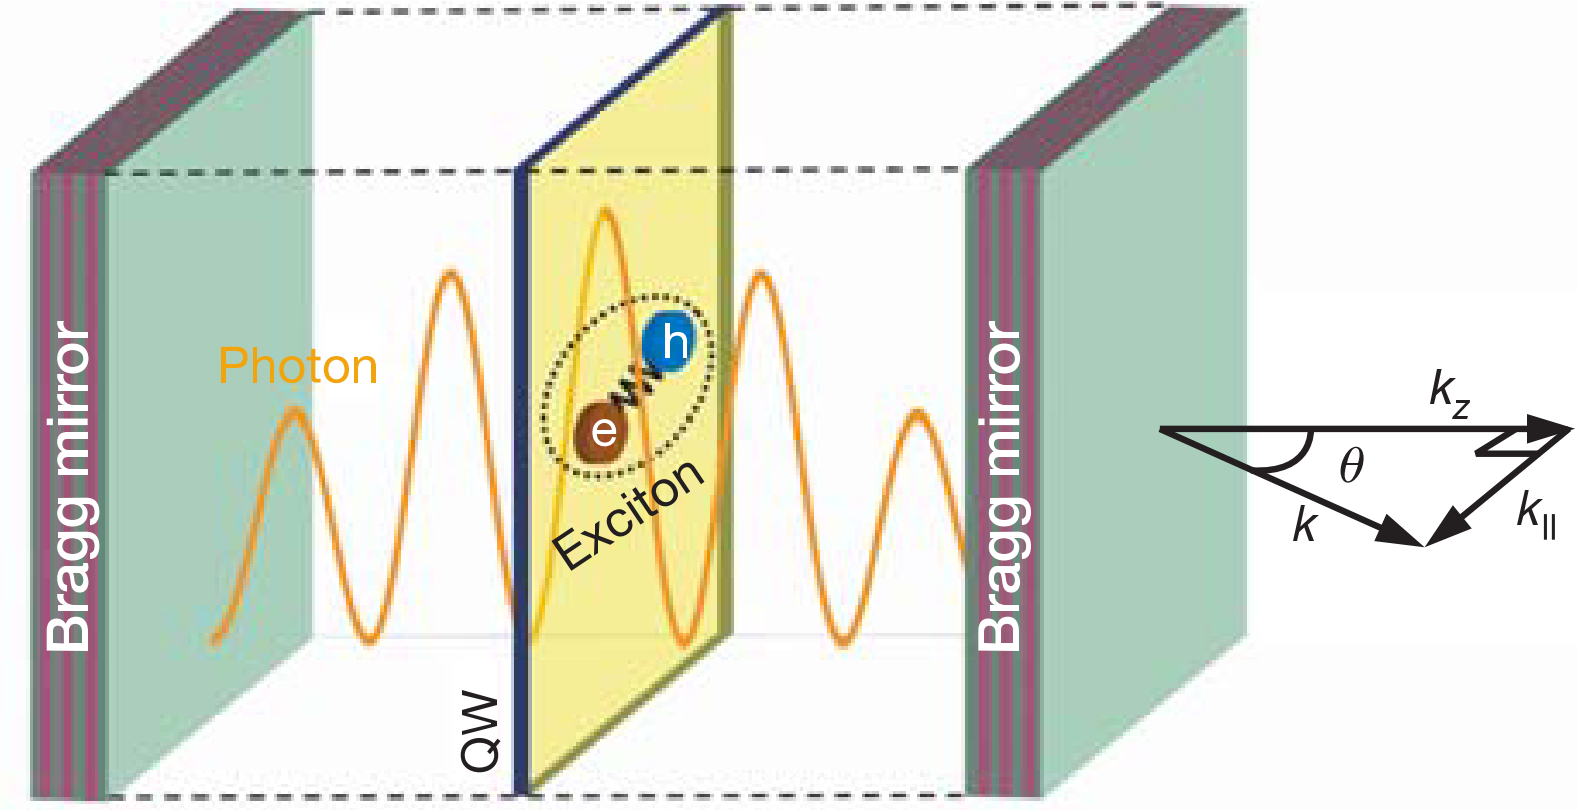 Bragg mirror
Photon
QW
e
h
Exciton
Bragg mirror
k_z
θ
k
k_||